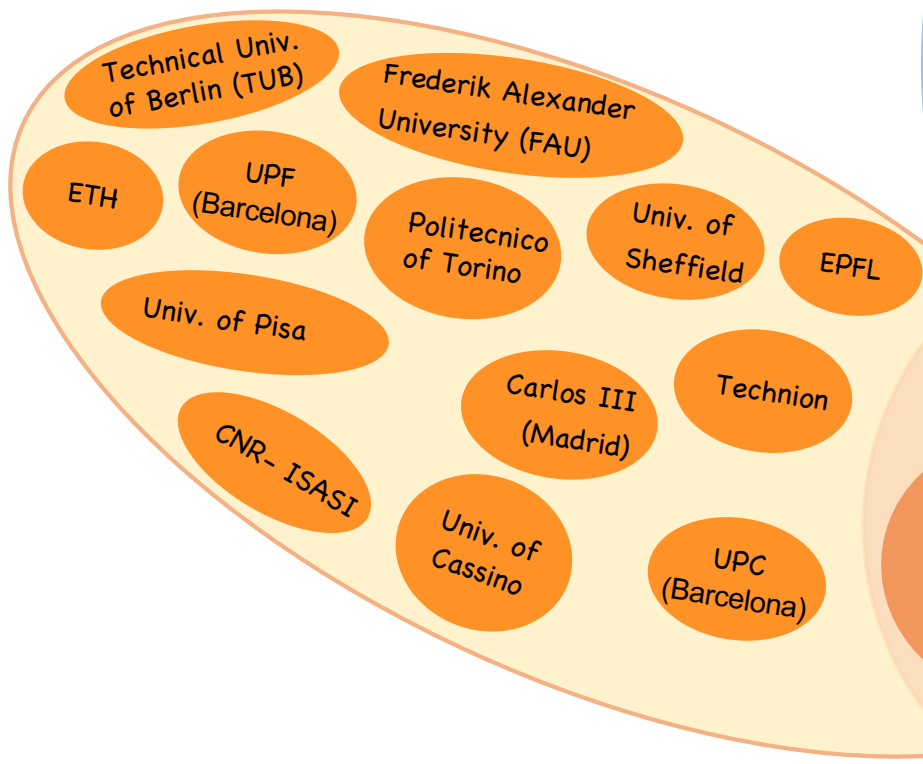 Technical Univ.
of Berlin (TUB)
Frederik Alexander
University (FAU)
ETH
UPF
(Barcelona)
Politecnico
of Torino
Univ. of
Sheffield
EPFL
Univ. of Pisa
Carlos III
(Madrid)
Technion
CNR- ISASI
Univ. of
Cassino
UPC
(Barcelona)